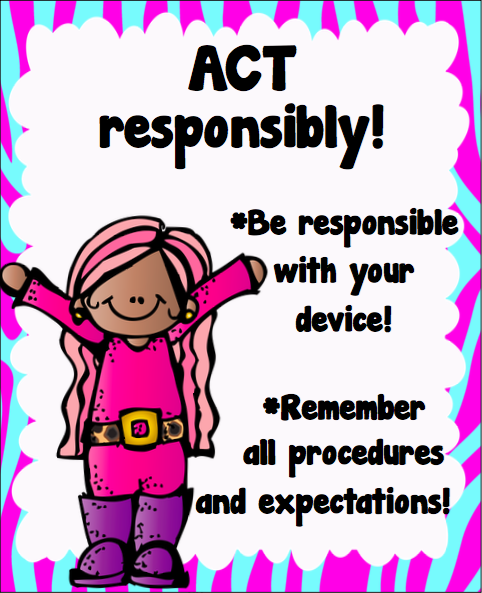 ACT
responsibly!
*Be responsible
with your
device!
*Remember
all procedures
and expectations!